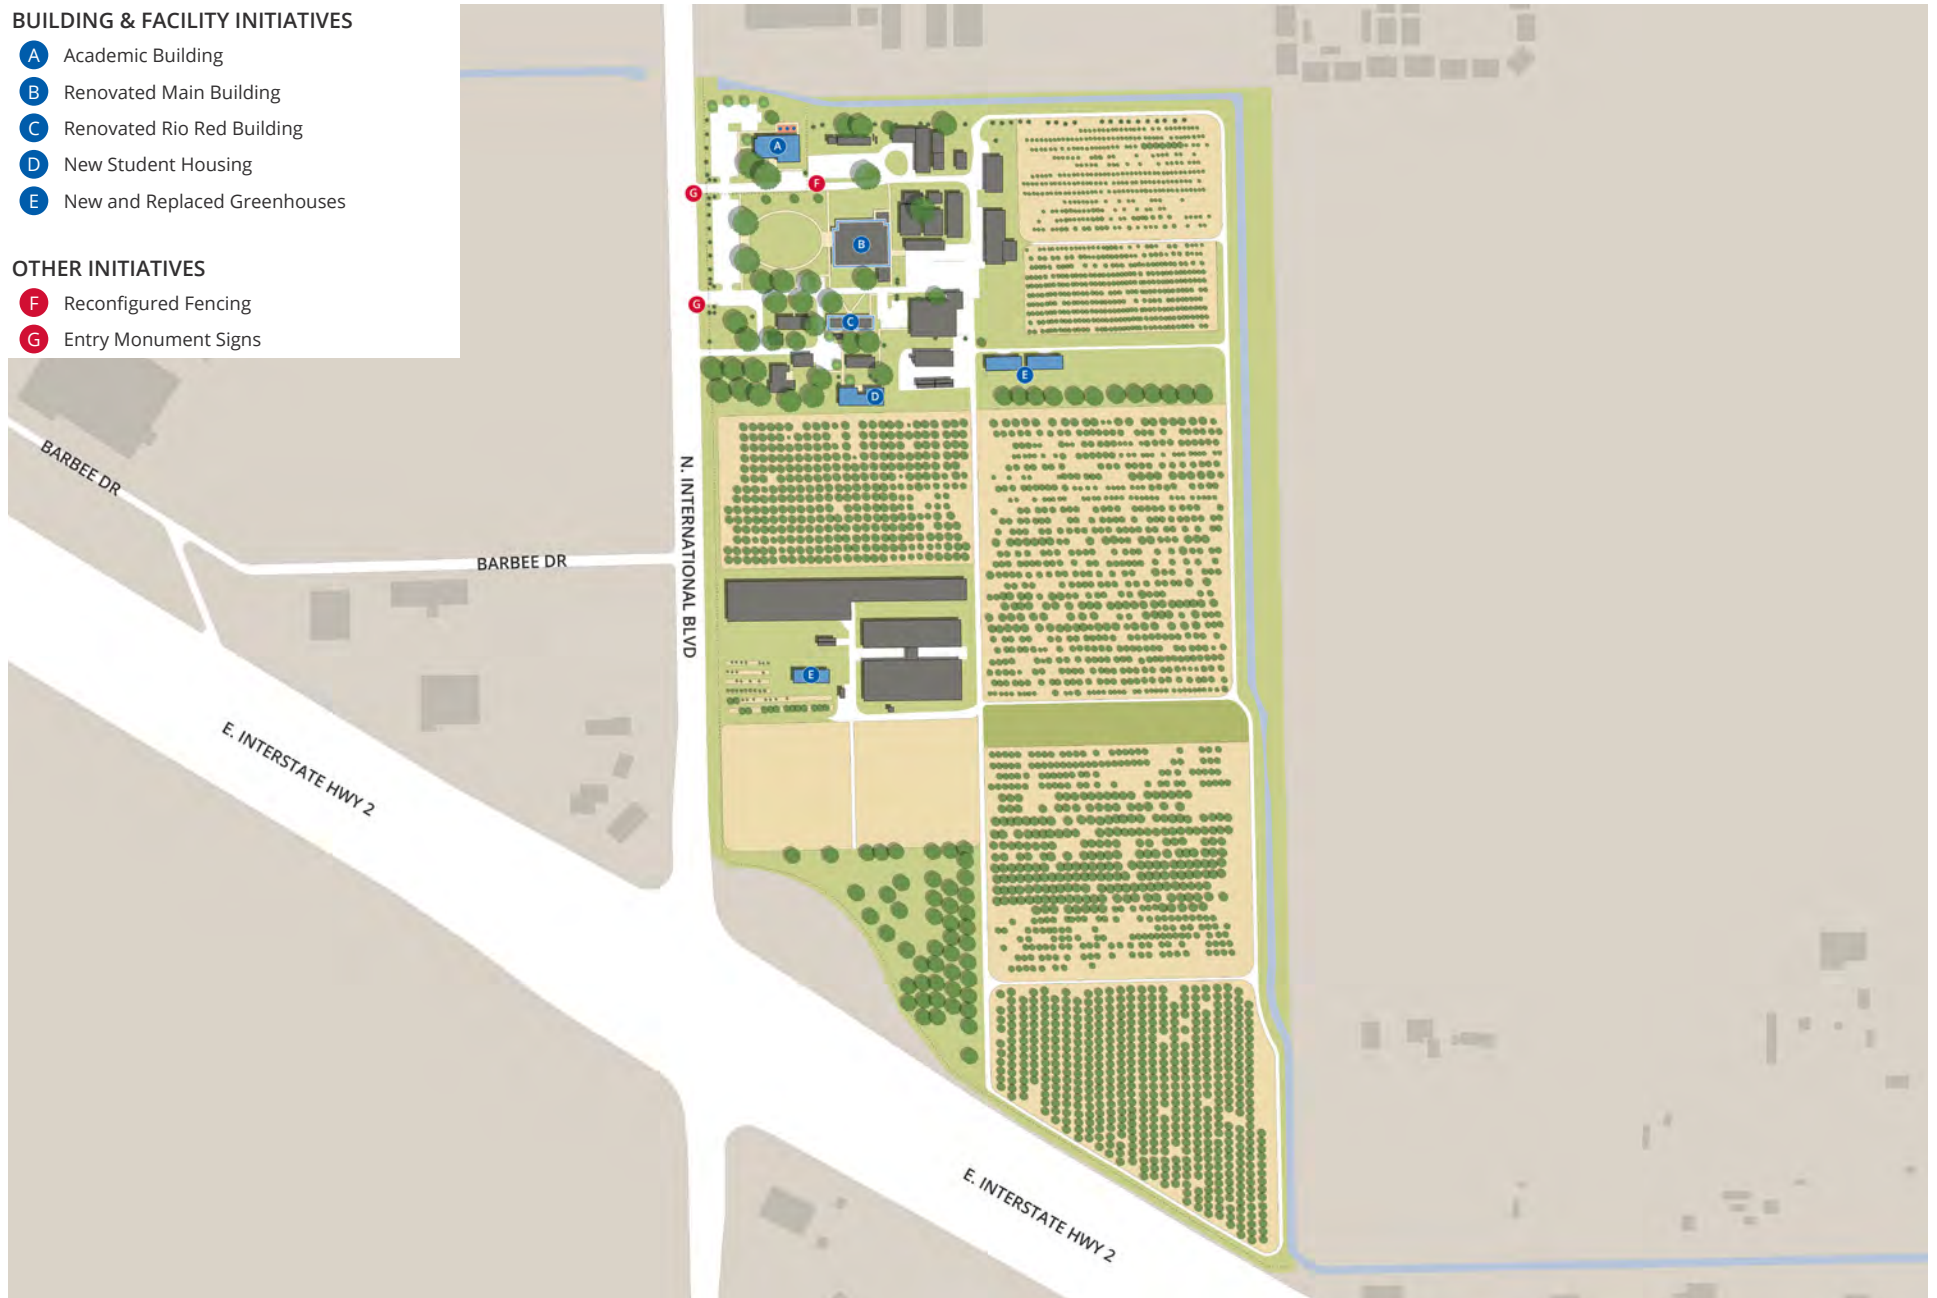 BUILDING & FACILITY INITIATIVES
A Academic Building
B Renovated Main Building
C Renovated Rio Red Building
D New Student Housing
E New and Replaced Greenhouses
OTHER INITIATIVES
F Reconfigured Fencing
G Entry Monument Signs
A
F
G
B
G
C
E
D
BARBEE DR
N. INTERNATIONAL BLVD
BARBEE DR
E
E. INTERSTATE HWY 2
E. INTERSTATE HWY 2